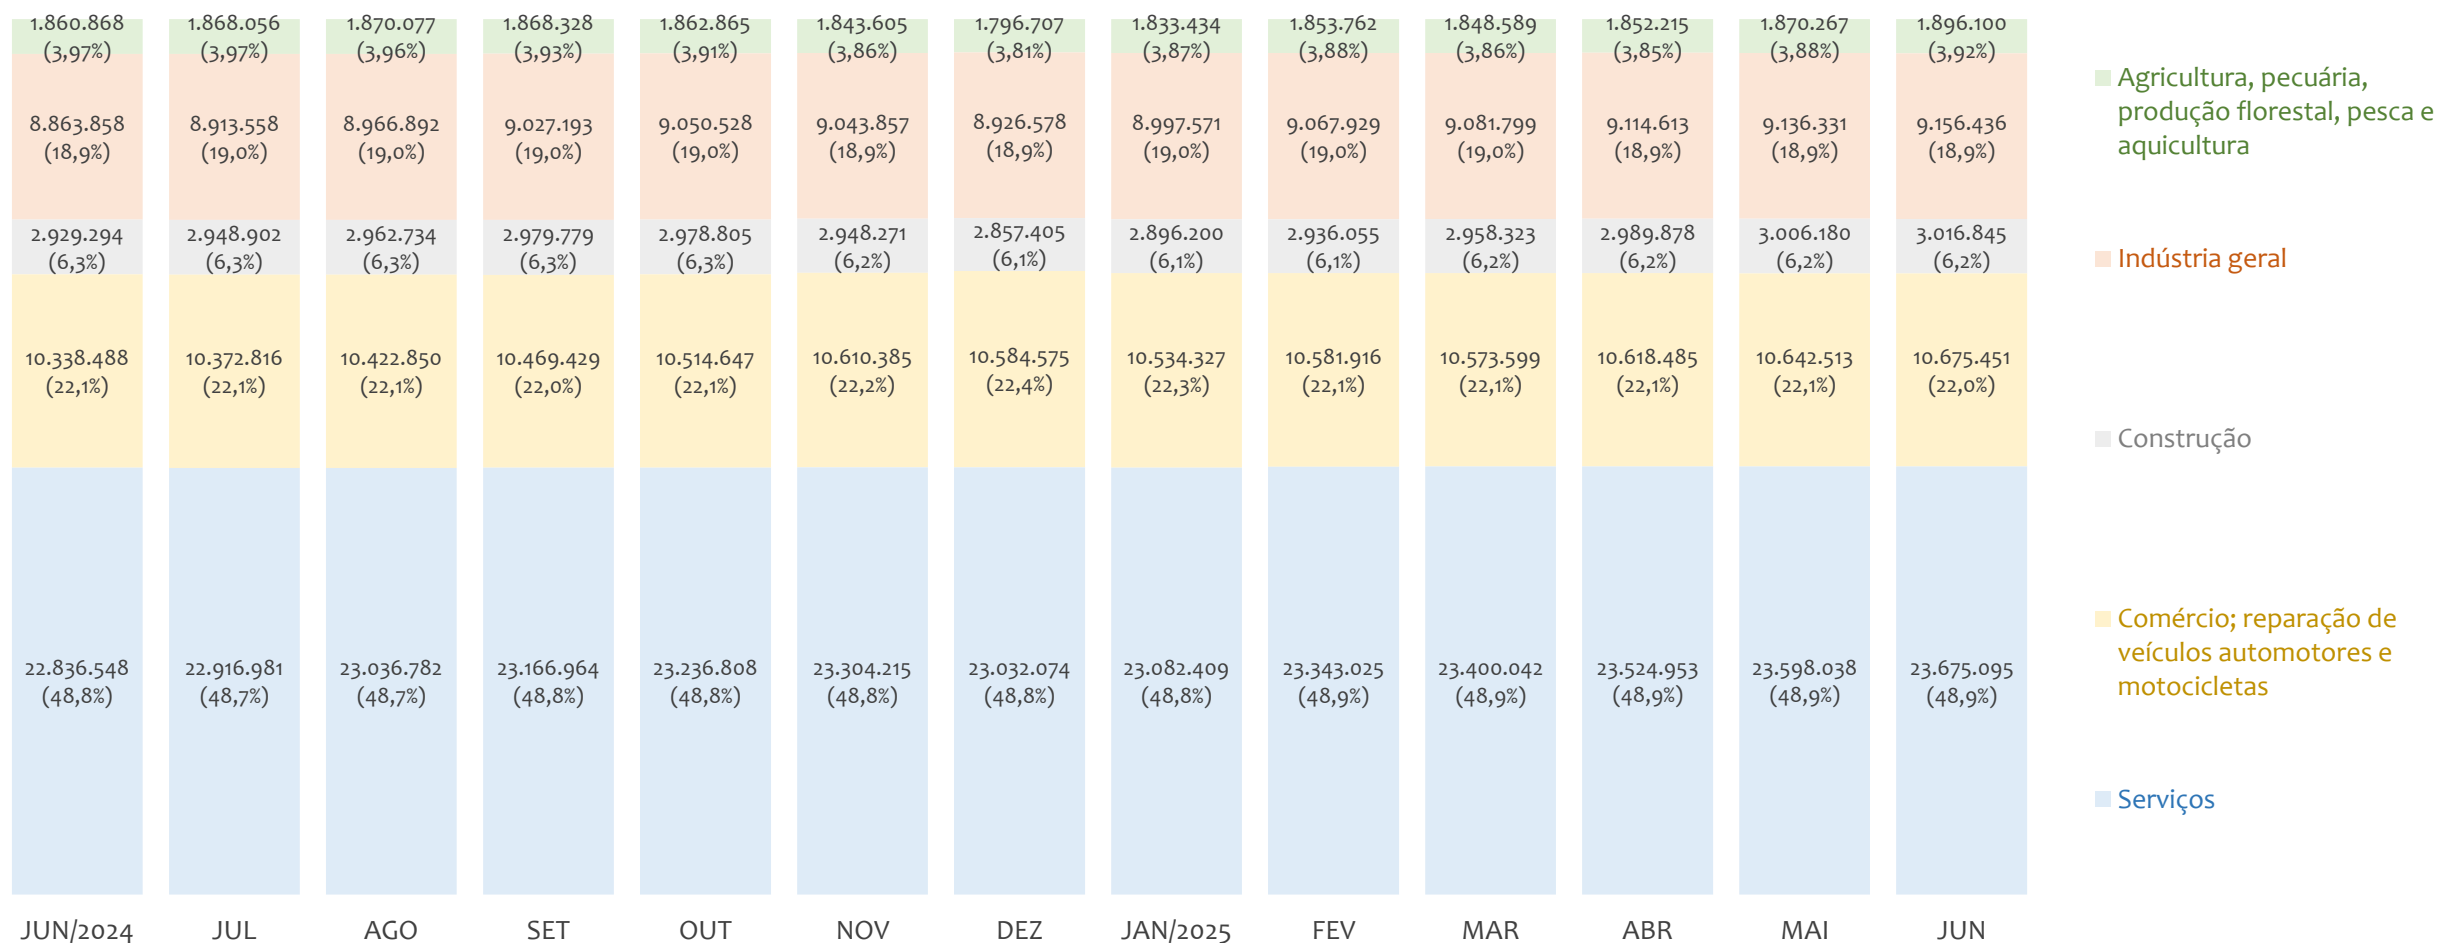 1.860.868 1.868.056 1.870.077 1.868.328 1.862.865 1.843.605 1.796.707 1.833.434 1.853.762 1.848.589 1.852.215 1.870.267 1.896.100
(3,97%) (3,97%) (3,96%) (3,93%) (3,91%) (3,86%) (3,81%) (3,87%) (3,88%) (3,86%) (3,85%) (3,88%) (3,92%)
8.863.858 8.913.558 8.966.892 9.027.193 9.050.528 9.043.857 8.926.578 8.997.571 9.067.929 9.081.799 9.114.613 9.136.331 9.156.436
(18,9%) (19,0%) (19,0%) (19,0%) (19,0%) (18,9%) (18,9%) (19,0%) (19,0%) (19,0%) (18,9%) (18,9%) (18,9%)
2.929.294 2.948.902 2.962.734 2.979.779 2.978.805 2.948.271 2.857.405 2.896.200 2.936.055 2.958.323 2.989.878 3.006.180 3.016.845
(6,3%) (6,3%) (6,3%) (6,3%) (6,3%) (6,2%) (6,1%) (6,1%) (6,1%) (6,2%) (6,2%) (6,2%) (6,2%)
10.338.488 10.372.816 10.422.850 10.469.429 10.514.647 10.610.385 10.584.575 10.534.327 10.581.916 10.573.599 10.618.485 10.642.513 10.675.451
(22,1%) (22,1%) (22,1%) (22,0%) (22,1%) (22,2%) (22,4%) (22,3%) (22,1%) (22,1%) (22,1%) (22,1%) (22,0%)
22.836.548 22.916.981 23.036.782 23.166.964 23.236.808 23.304.215 23.032.074 23.082.409 23.343.025 23.400.042 23.524.953 23.598.038 23.675.095
(48,8%) (48,7%) (48,7%) (48,8%) (48,8%) (48,8%) (48,8%) (48,8%) (48,9%) (48,9%) (48,9%) (48,9%) (48,9%)
JUN/2024 JUL AGO SET OUT NOV DEZ JAN/2025 FEV MAR ABR MAI JUN
Agricultura, pecuária,
produção florestal, pesca e
aquicultura
Indústria geral
Construção
Comércio; reparação de
veículos automotores e
motocicletas
Serviços